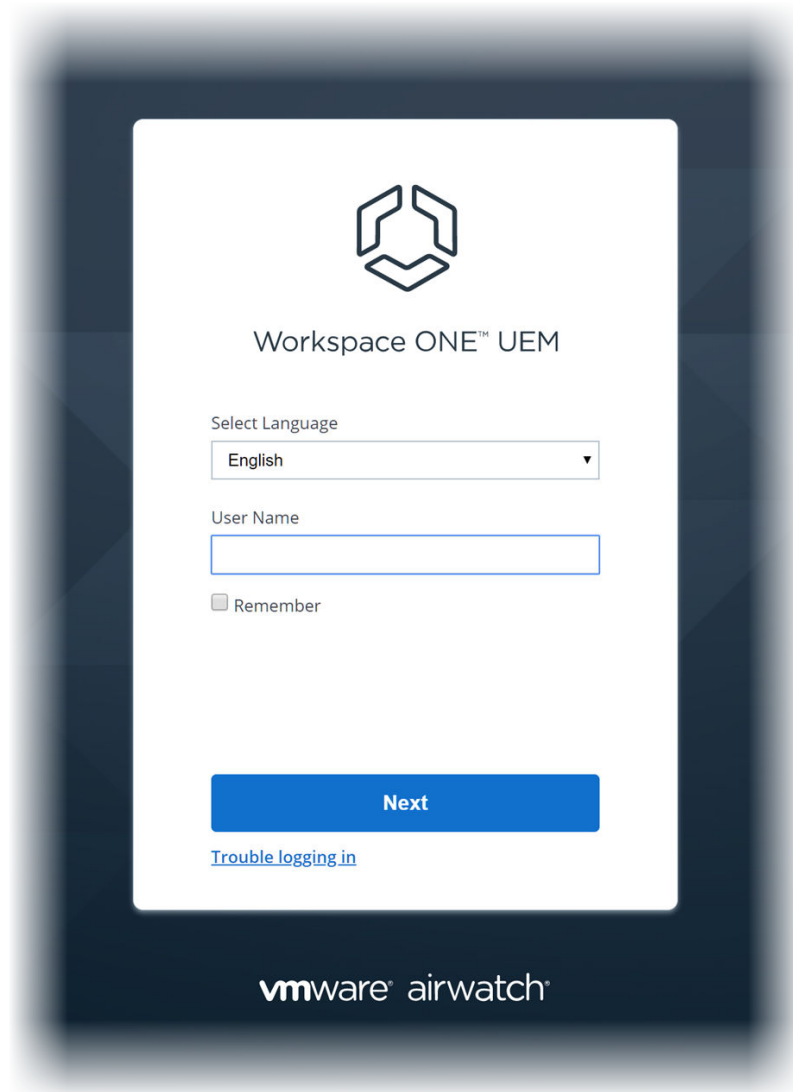 Workspace ONE™ UEM
Select Language
English
User Name
Remember
Next
Trouble logging in
vmware® airwatch®